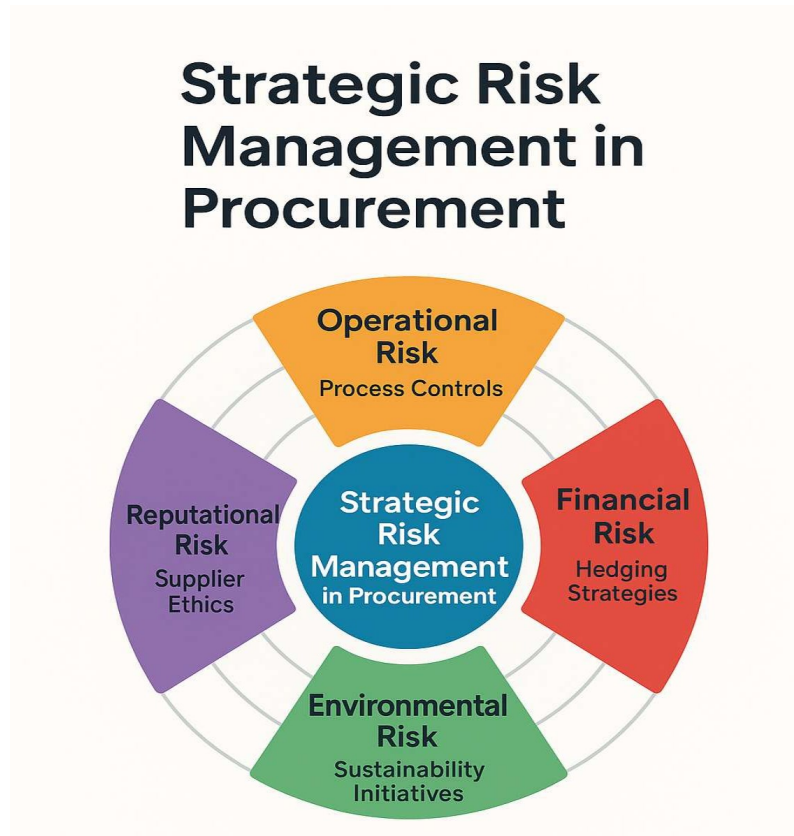 Strategic Risk
Management in
Procurement
Operational
Risk
Process Controls
Reputational
Risk
Supplier
Ethics
Strategic
Risk
Management
in Procurement
Financial
Risk
Hedging
Strategies
Environmental
Risk
Sustainability
Initiatives